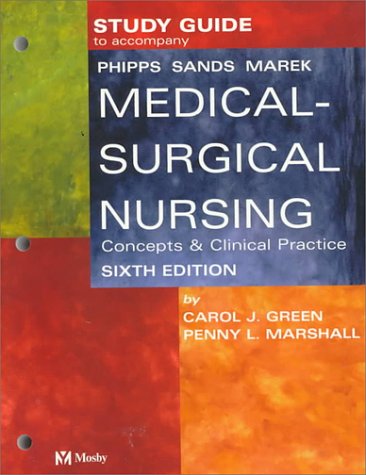 STUDY GUIDE
to accompany
PHIPPS SANDS MAREK
MEDICAL-
SURGICAL
NURSING
Concepts & Clinical Practice
SIXTH EDITION
by
CAROL J. GREEN
PENNY L. MARSHALL
M Mosby